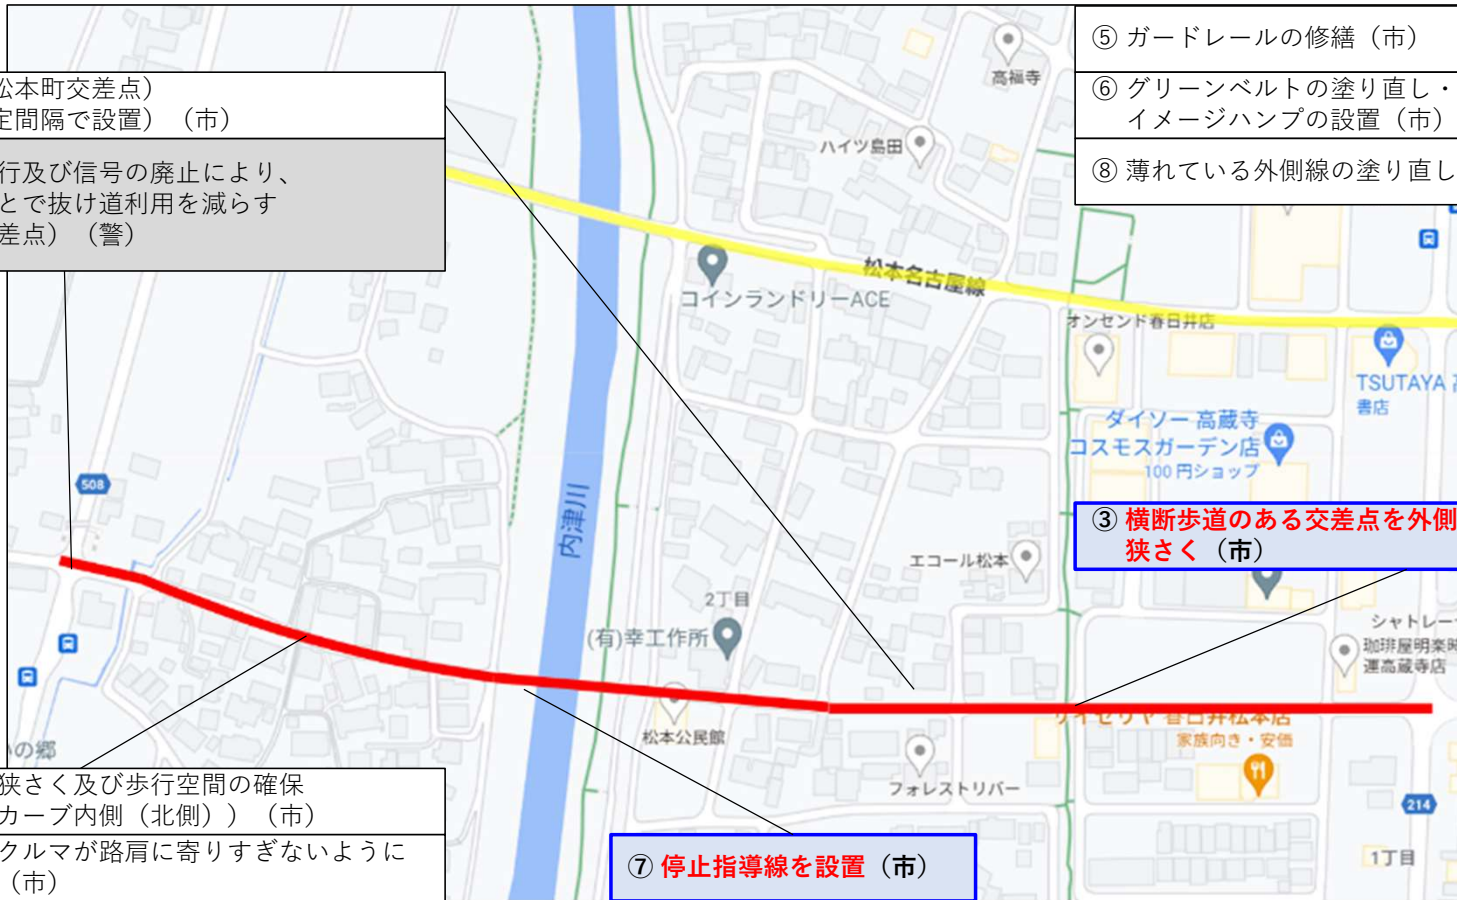 松本町交差点）
定間隔で設置）（市）
行及び信号の廃止により、
とで抜け道利用を減らす
差点）（警）
⑤ ガードレールの修繕（市）
⑥ グリーンベルトの塗り直し・
イメージハンプの設置（市）
⑧ 薄れている外側線の塗り直し
高福寺
ハイツ島田
松本名古屋線
コインランドリーACE
オンセンド春日井店
TSUTAYA 高
書店
ダイソー 高蔵寺
コスモスガーデン店
100 円ショップ
508
内津川
③ 横断歩道のある交差点を外側
狭さく（市）
エコール松本
2丁目
(有)幸工作所
シャトレーゼ
珈琲屋明楽時
運高蔵寺店
サイゼリヤ 春日井松本店
家族向き・安価
松本公民館
いの郷
フォレストリバー
214
狭さく及び歩行空間の確保
カーブ内側（北側））（市）
クルマが路肩に寄りすぎないように
（市）
⑦ 停止指導線を設置（市）
1丁目